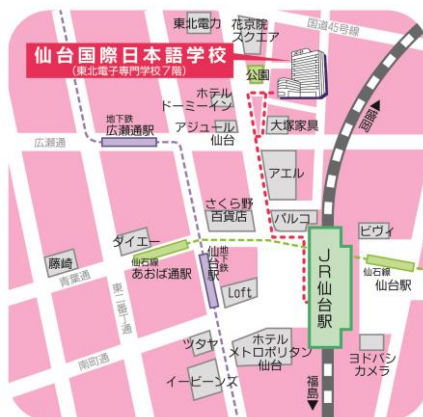 東北電力
花京院
スクエア
国道45号線
仙台国際日本語学校
(東北電子専門学校7階)
公園
ホテル
ドーミーイン
▲盛岡
地下鉄
広瀬通駅
アジュール
仙台
大塚家具
広瀬通
アエル
さくら野
百貨店
パルコ
ビヴィ
ダイエー
藤崎
仙石線
あおば通駅
地下鉄
仙台駅
JR仙台駅
仙石線
仙台駅
青葉通
東二番丁通
Loft
ツタヤ
ホテル
メトロポリタン
仙台
南町通
イービーンズ
ヨドバシ
カメラ
福島▼